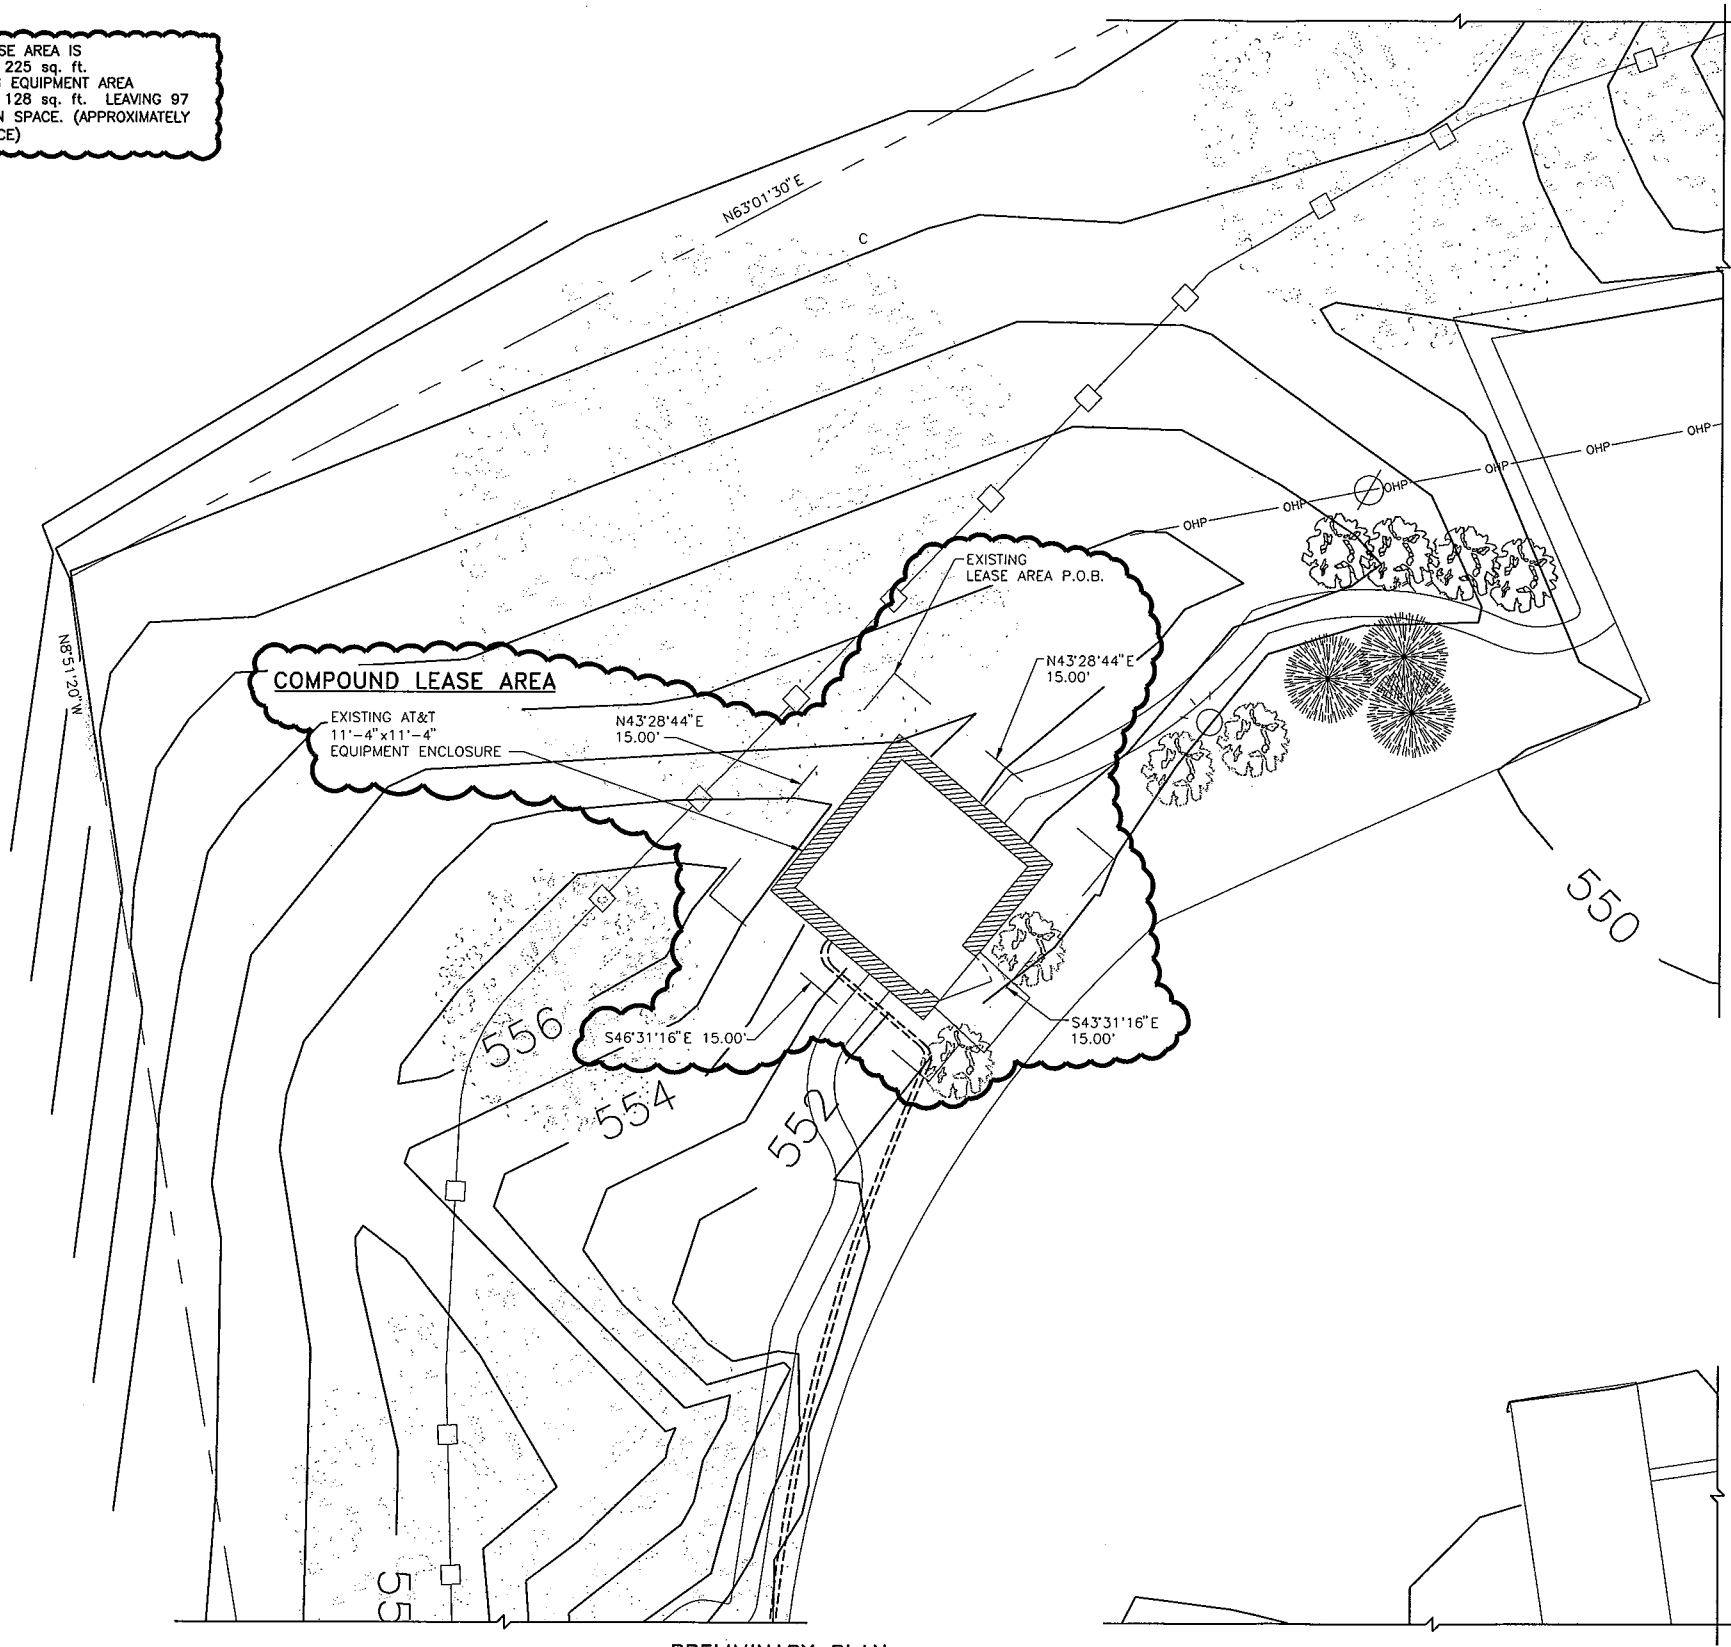 SE AREA IS
225 sq. ft.
EQUIPMENT AREA
128 sq. ft. LEAVING 97
SPACE. (APPROXIMATELY
CE)
N63°01'30"E
C
OHP
OHP
OHP
OHP
OHP
OHP
EXISTING
LEASE AREA P.O.B.
N8°51'20"W
COMPOUND LEASE AREA
N43°28'44"E
15.00'
EXISTING AT&T
11'-4"x11'-4"
EQUIPMENT ENCLOSURE
N43°28'44"E
15.00'
550
556
S46°31'16"E 15.00'
S43°31'16"E
15.00'
554
552
55
PRELIMINARY PLAN